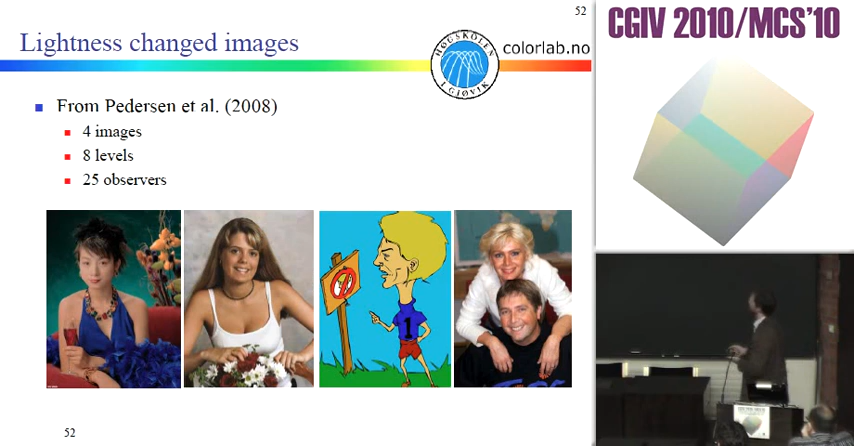 52
Lightness changed images
HØGSKOLEN
I GJØVIK
colorlab.no
From Pedersen et al. (2008)
4 images
8 levels
25 observers
1
52
CGIV 2010/MCS'10